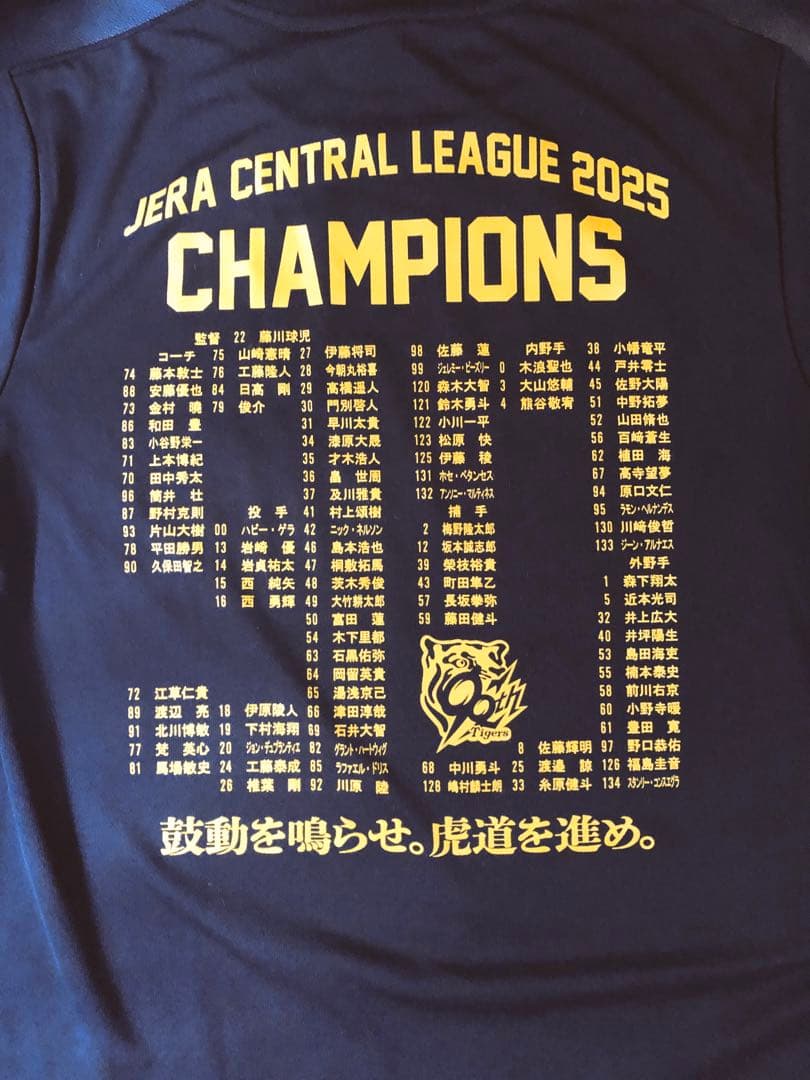 JERA CENTRAL LEAGUE 2025
CHAMPIONS
監督 22 藤川球児
コーチ 75 山崎憲晴 27 伊藤将司 98 佐藤 蓮 内野手 38 小幡竜平
74 藤本敦士 76 工藤隆人 28 今朝丸裕喜 99 ジェレミー・ビーズリー 0 木浪聖也 44 戸井零士
88 安藤優也 84 日高 剛 29 髙橋遥人 120 森木大智 3 大山悠輔 45 佐野大陽
73 金村 曉 79 俊介 30 門別啓人 121 鈴木勇斗 4 熊谷敬宥 51 中野拓夢
86 和田 豊 31 早川太貴 122 小川一平 52 山田脩也
83 小谷野栄一 34 漆原大晟 123 松原 快 56 百﨑蒼生
71 上本博紀 35 才木浩人 125 伊藤 稜 62 植田 海
70 田中秀太 36 畠 世周 131 ホセ・ベタンセス 67 髙寺望夢
96 筒井 壮 37 及川雅貴 132 アンソニー・マルティネス 94 原口文仁
87 野村克則 投手 41 村上頌樹 捕手 95 ラモン・ヘルナンデス
93 片山大樹 00 ハビー・ゲラ 42 ニック・ネルソン 2 梅野隆太郎 130 川﨑俊哲
78 平田勝男 13 岩崎 優 46 島本浩也 12 坂本誠志郎 133 ジーン・アルナエス
90 久保田智之 14 岩貞祐太 47 桐敷拓馬 39 榮枝裕貴 外野手
15 西 純矢 48 茨木秀俊 43 町田隼乙 1 森下翔太
16 西 勇輝 49 大竹耕太郎 57 長坂拳弥 5 近本光司
50 富田 蓮 59 藤田健斗 32 井上広大
54 木下里都 40 井坪陽生
63 石黒佑弥 53 島田海吏
64 岡留英貴 55 楠本泰史
72 江草仁貴 65 湯浅京己 58 前川右京
89 渡辺 亮 18 伊原陵人 66 津田淳哉 90th 60 小野寺暖
91 北川博敏 19 下村海翔 69 石井大智 Tigers 61 豊田 寛
77 梵 英心 20 ジョン・デュプランティエ 82 グラント・ハートウィグ 8 佐藤輝明 97 野口恭佑
81 馬場敏史 24 工藤泰成 85 ラファエル・ドリス 68 中川勇斗 25 渡邉 諒 126 福島圭音
26 椎葉 剛 92 川原 陸 128 嶋村麟士朗 33 糸原健斗 134 スタンリー・コンスエグラ
鼓動を鳴らせ。虎道を進め。